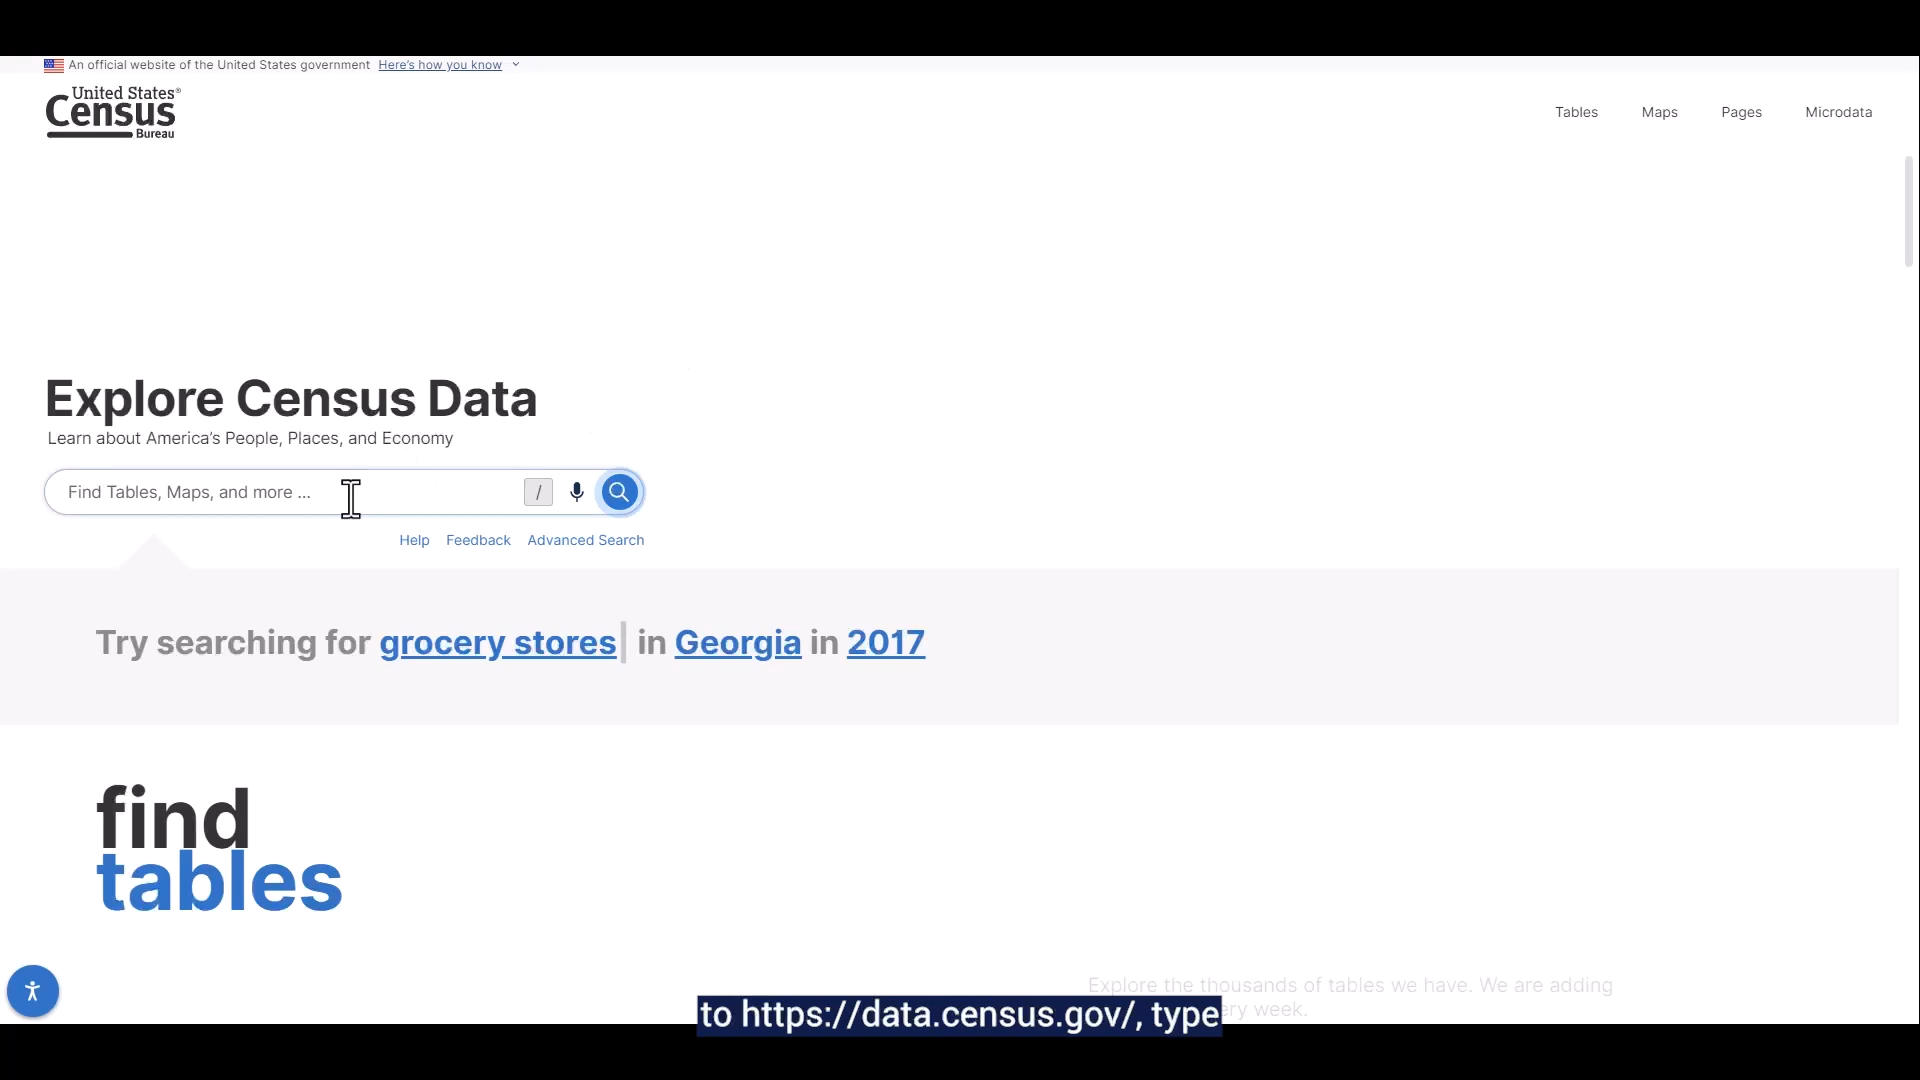 An official website of the United States government Here's how you know
United States®
Census
Bureau
Tables Maps Pages Microdata
Explore Census Data
Learn about America's People, Places, and Economy
Find Tables, Maps, and more ... /
Help Feedback Advanced Search
Try searching for grocery stores in Georgia in 2017
find
tables
Explore the thousands of tables we have. We are adding
ery week.
to https://data.census.gov/, type